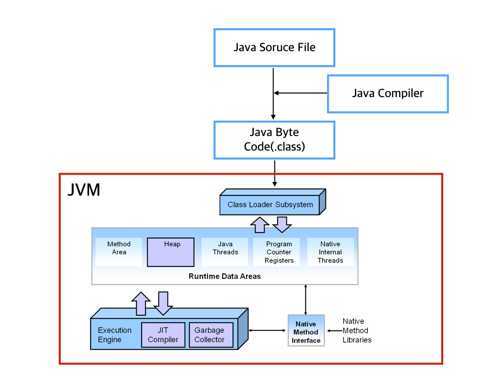 Java Soruce File
Java Compiler
Java Byte
Code(.class)
JVM
Class Loader Subsystem
Method
Area
Heap
Java
Threads
Program
Counter
Registers
Native
Internal
Threads
Runtime Data Areas
Execution
Engine
JIT
Compiler
Garbage
Collector
Native
Method
Interface
Native
Method
Libraries